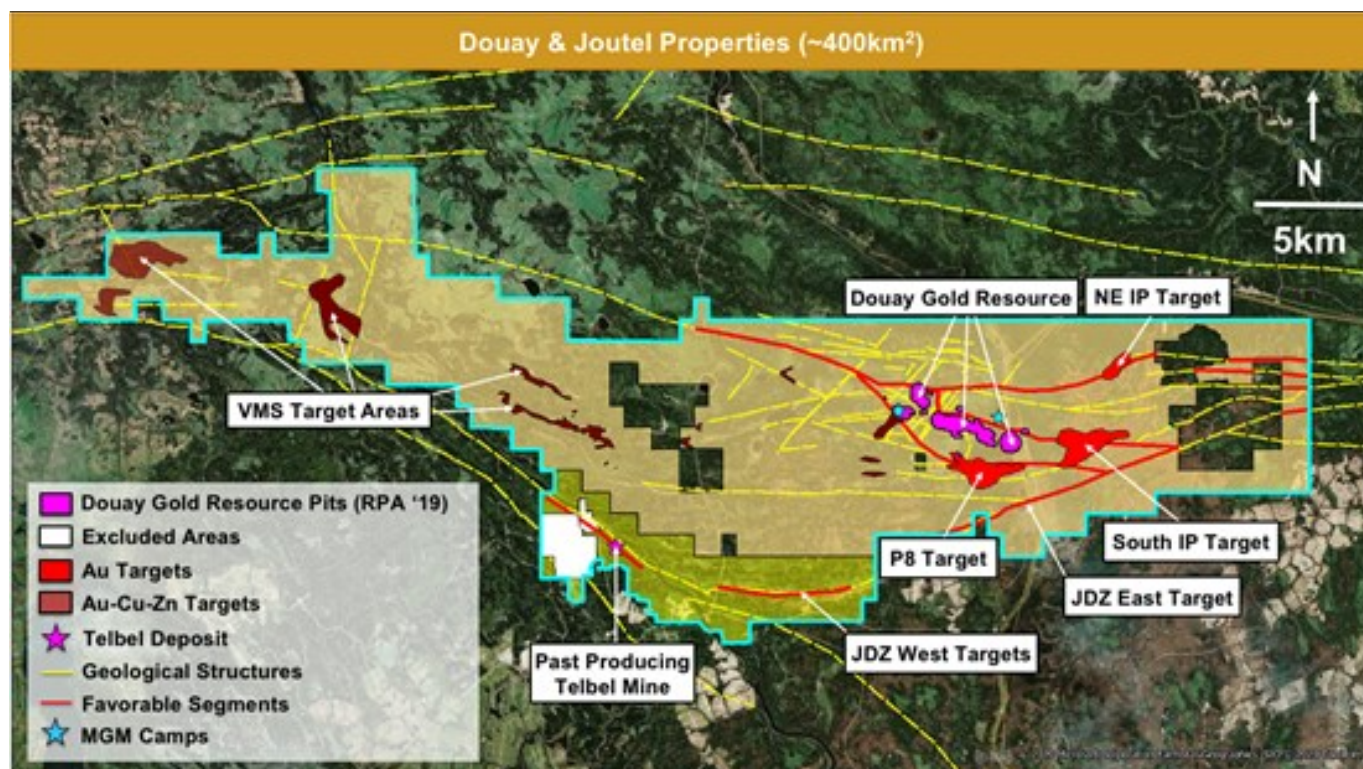 Douay & Joutel Properties (~400km²)
N
5km
Douay Gold Resource
NE IP Target
VMS Target Areas
Douay Gold Resource Pits (RPA ‘19)
Excluded Areas
Au Targets
Au-Cu-Zn Targets
Telbel Deposit
Geological Structures
Favorable Segments
MGM Camps
Past Producing
Telbel Mine
P8 Target
South IP Target
JDZ East Target
JDZ West Targets